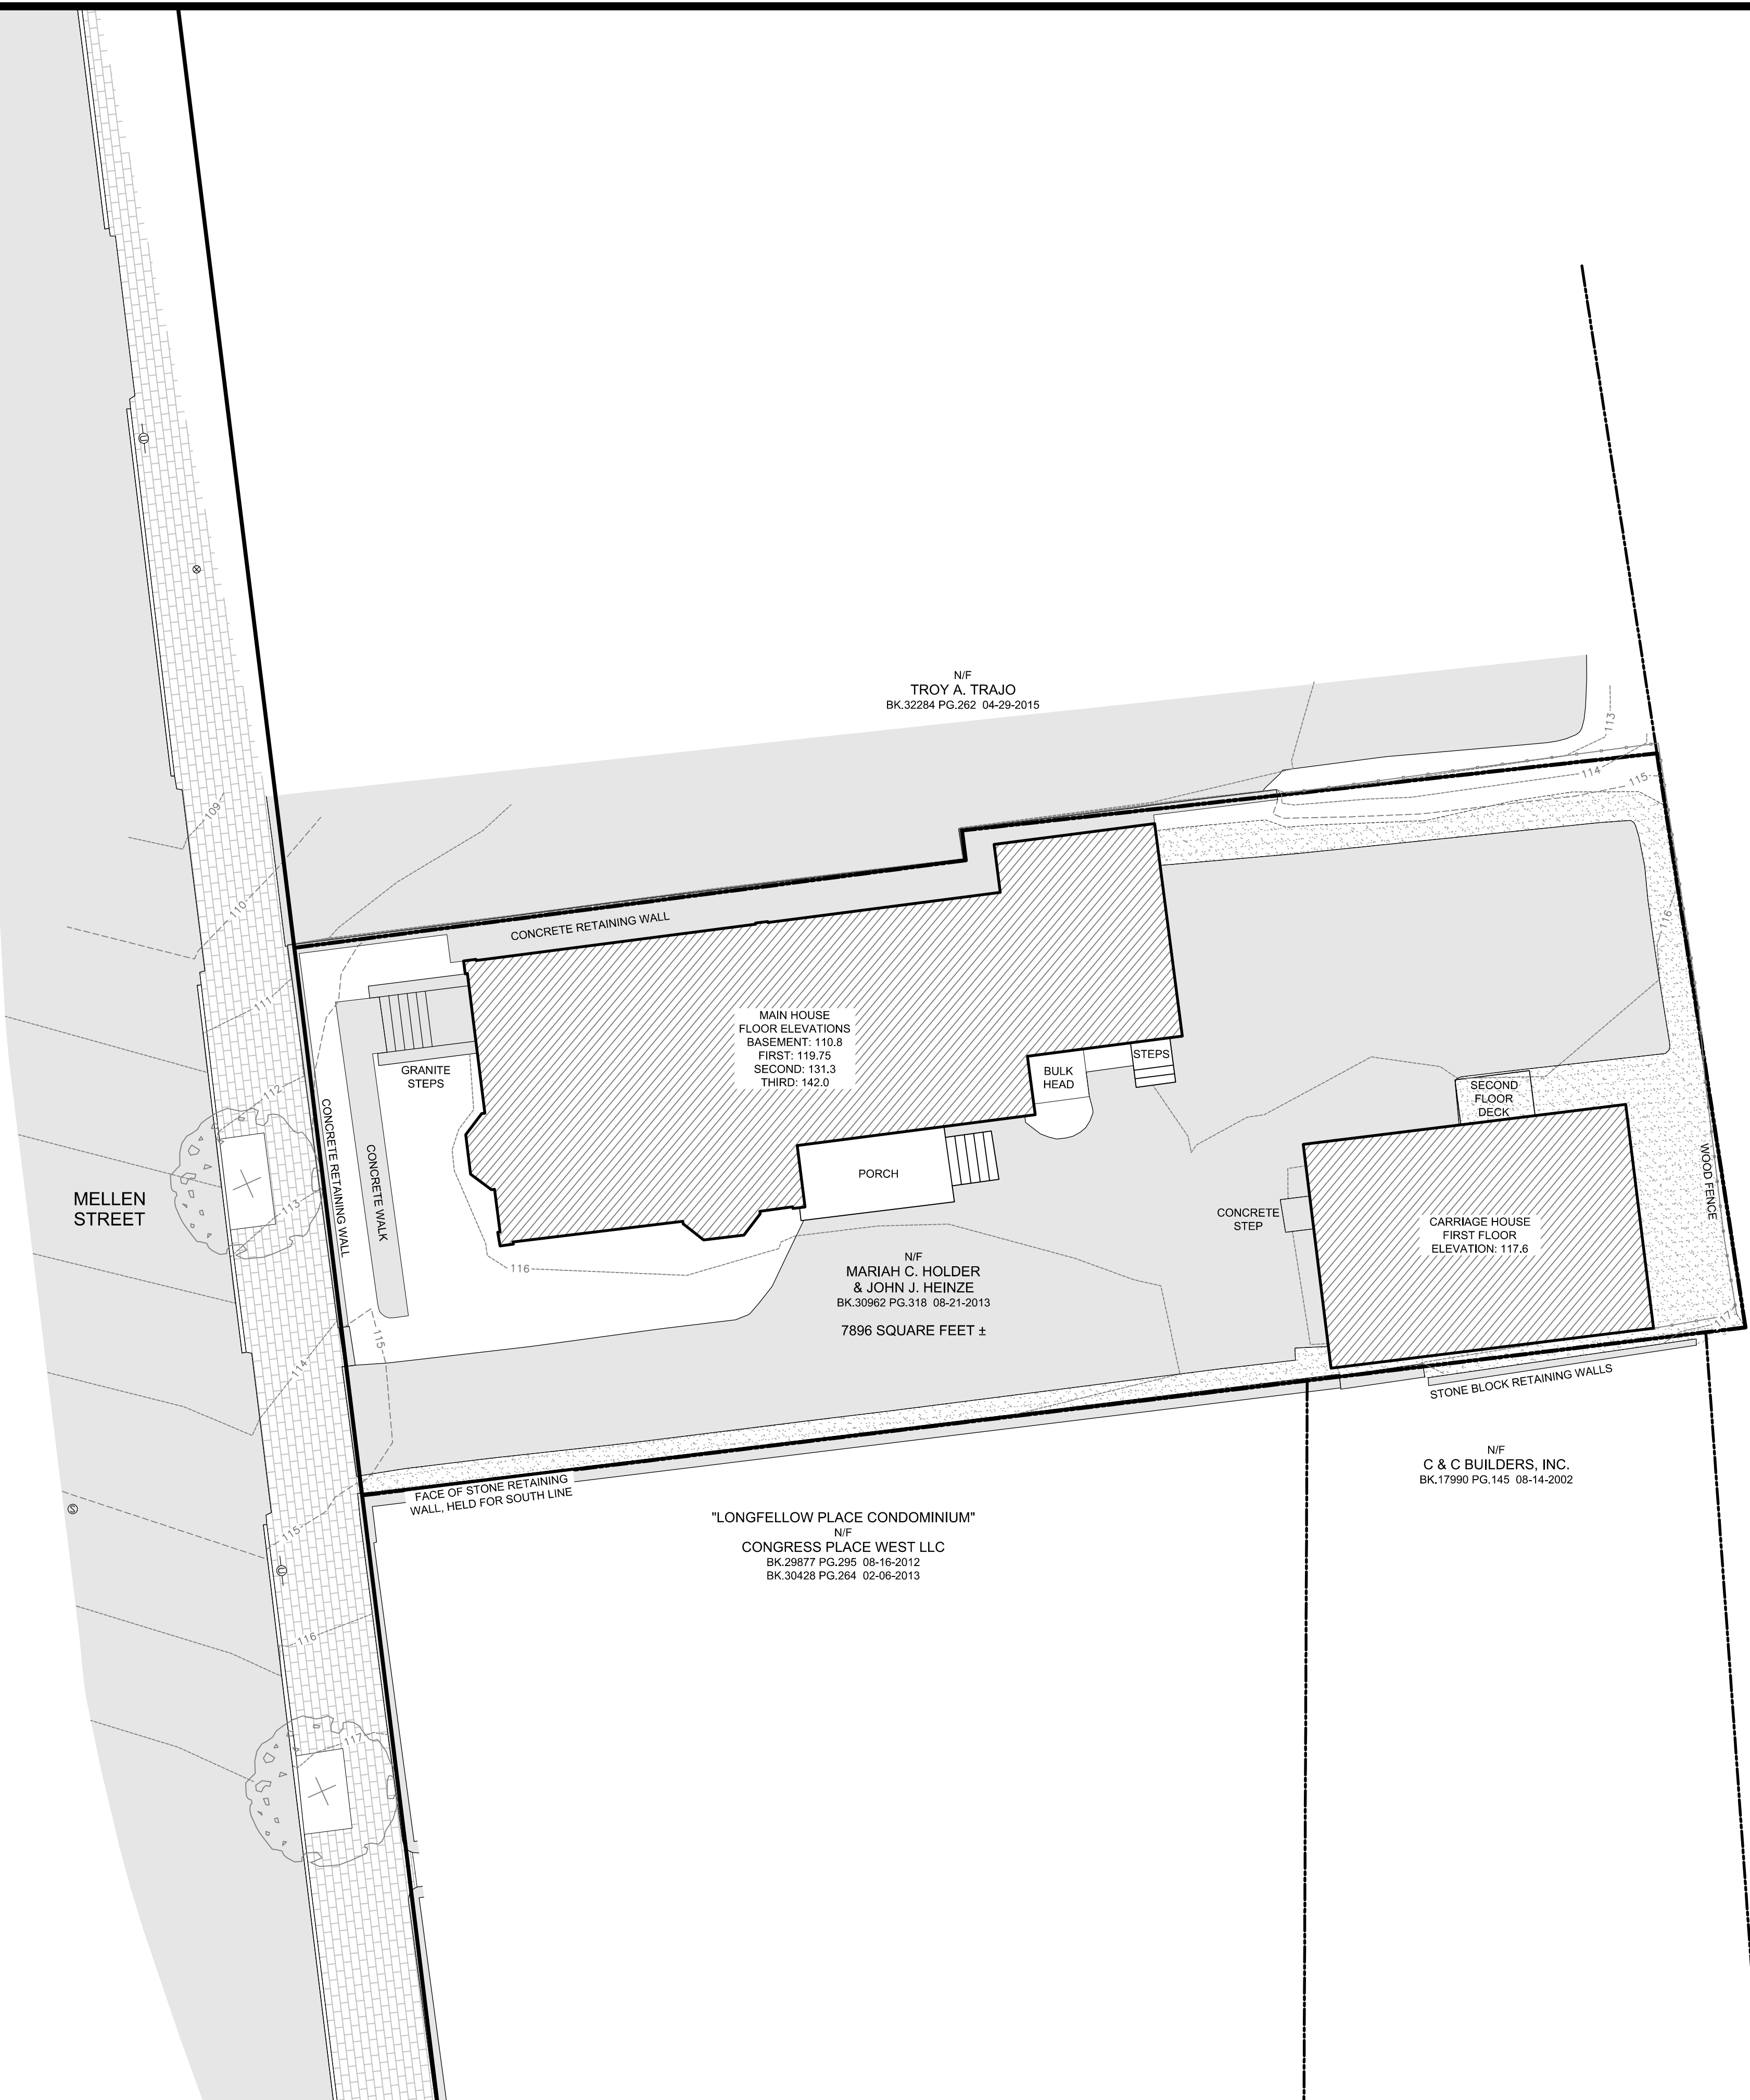 N/F
TROY A. TRAJO
BK.32284 PG.262 04-29-2015
113
114
115
109
110
111
112
113
114
115
116
117
CONCRETE RETAINING WALL
GRANITE
STEPS
CONCRETE RETAINING WALL
CONCRETE WALK
MELLEN
STREET
MAIN HOUSE
FLOOR ELEVATIONS
BASEMENT: 110.8
FIRST: 119.75
SECOND: 131.3
THIRD: 142.0
BULK
HEAD
STEPS
PORCH
116
SECOND
FLOOR
DECK
WOOD FENCE
CONCRETE
STEP
CARRIAGE HOUSE
FIRST FLOOR
ELEVATION: 117.6
116
115
117
N/F
MARIAH C. HOLDER
& JOHN J. HEINZE
BK.30962 PG.318 08-21-2013
7896 SQUARE FEET ±
STONE BLOCK RETAINING WALLS
FACE OF STONE RETAINING
WALL, HELD FOR SOUTH LINE
N/F
C & C BUILDERS, INC.
BK.17990 PG.145 08-14-2002
"LONGFELLOW PLACE CONDOMINIUM"
N/F
CONGRESS PLACE WEST LLC
BK.29877 PG.295 08-16-2012
BK.30428 PG.264 02-06-2013
U
S
U